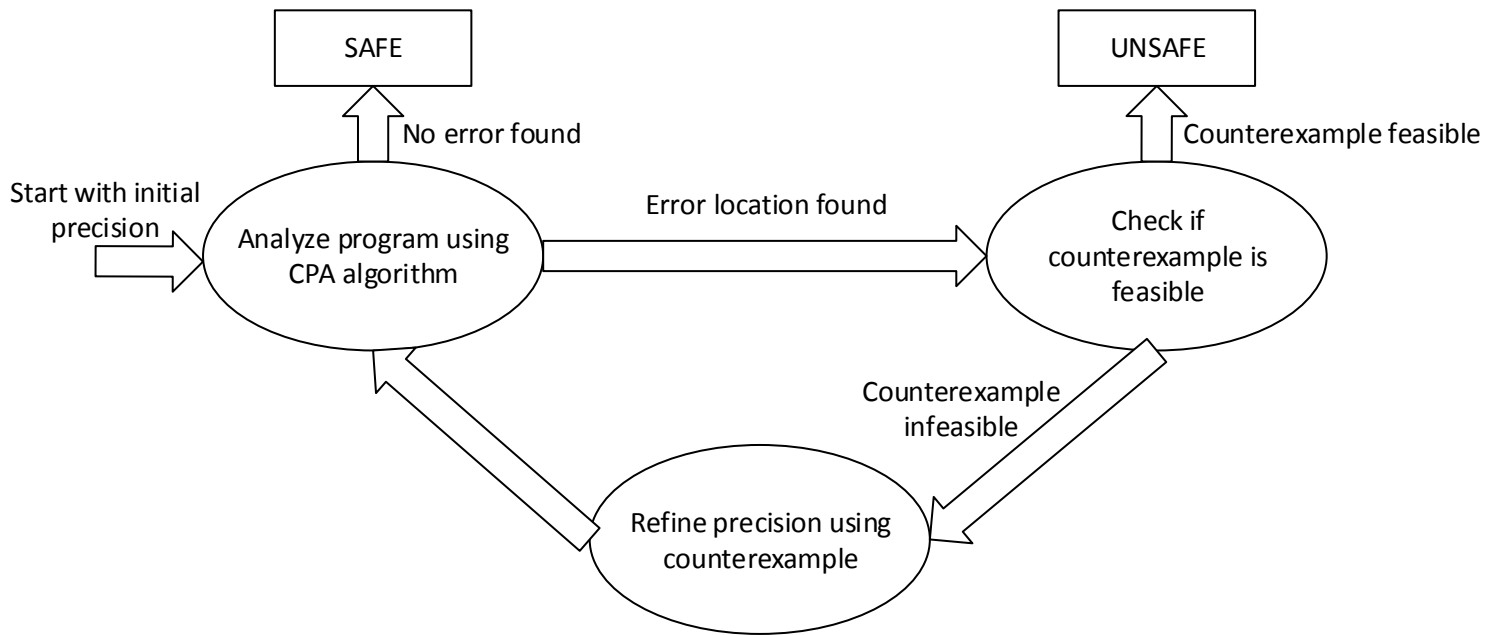 SAFE
UNSAFE
No error found
Counterexample feasible
Start with initial
precision
Error location found
Analyze program using
CPA algorithm
Check if
counterexample is
feasible
Counterexample
infeasible
Refine precision using
counterexample